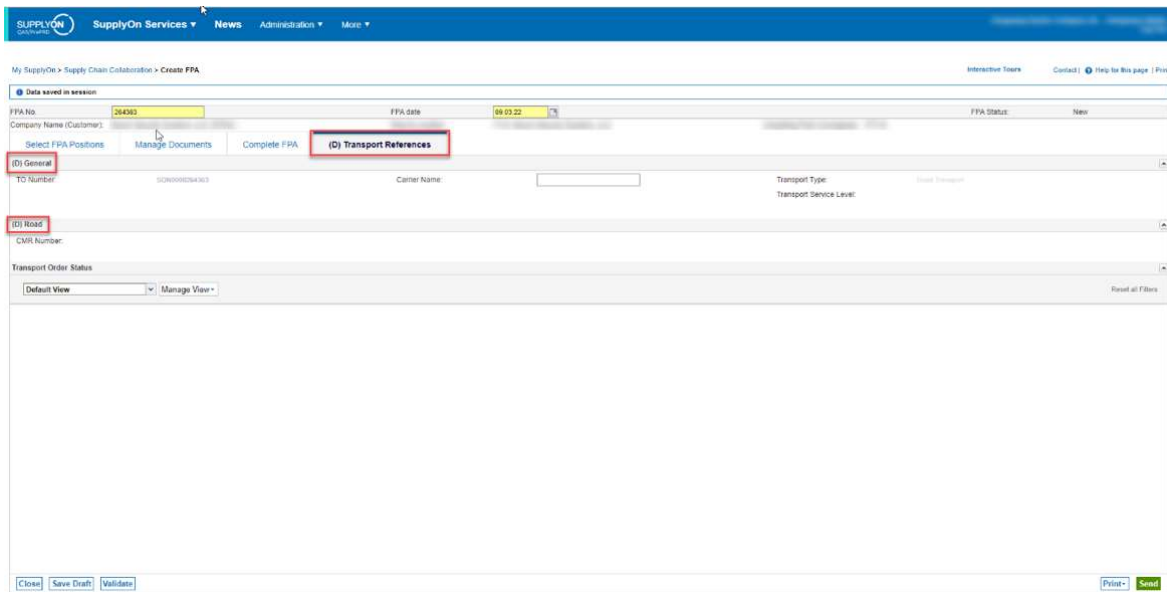 SUPPLYON SupplyOn Services ▾ News Administration ▾ More ▾
My SupplyOn > Supply Chain Collaboration > Create FPA Interactive Tours Contact | Help for this page | Prin
Data saved in session
FPA No. 264363 FPA date 09.03.22 FPA Status: New
Company Name (Customer):
Select FPA Positions Manage Documents Complete FPA (D) Transport References
(D) General
TO Number: Carrier Name: Transport Type: Road Transport
Transport Service Level:
(D) Road
CMR Number:
Transport Order Status
Default View Manage View Reset all Filters
Close Save Draft Validate Print Send